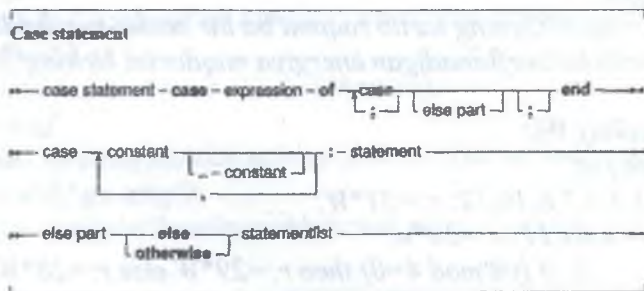 Case statement
case statement - case - expression - of case end
; else part ;
case constant : - statement
.. - constant
,
else part else statementlist
otherwise